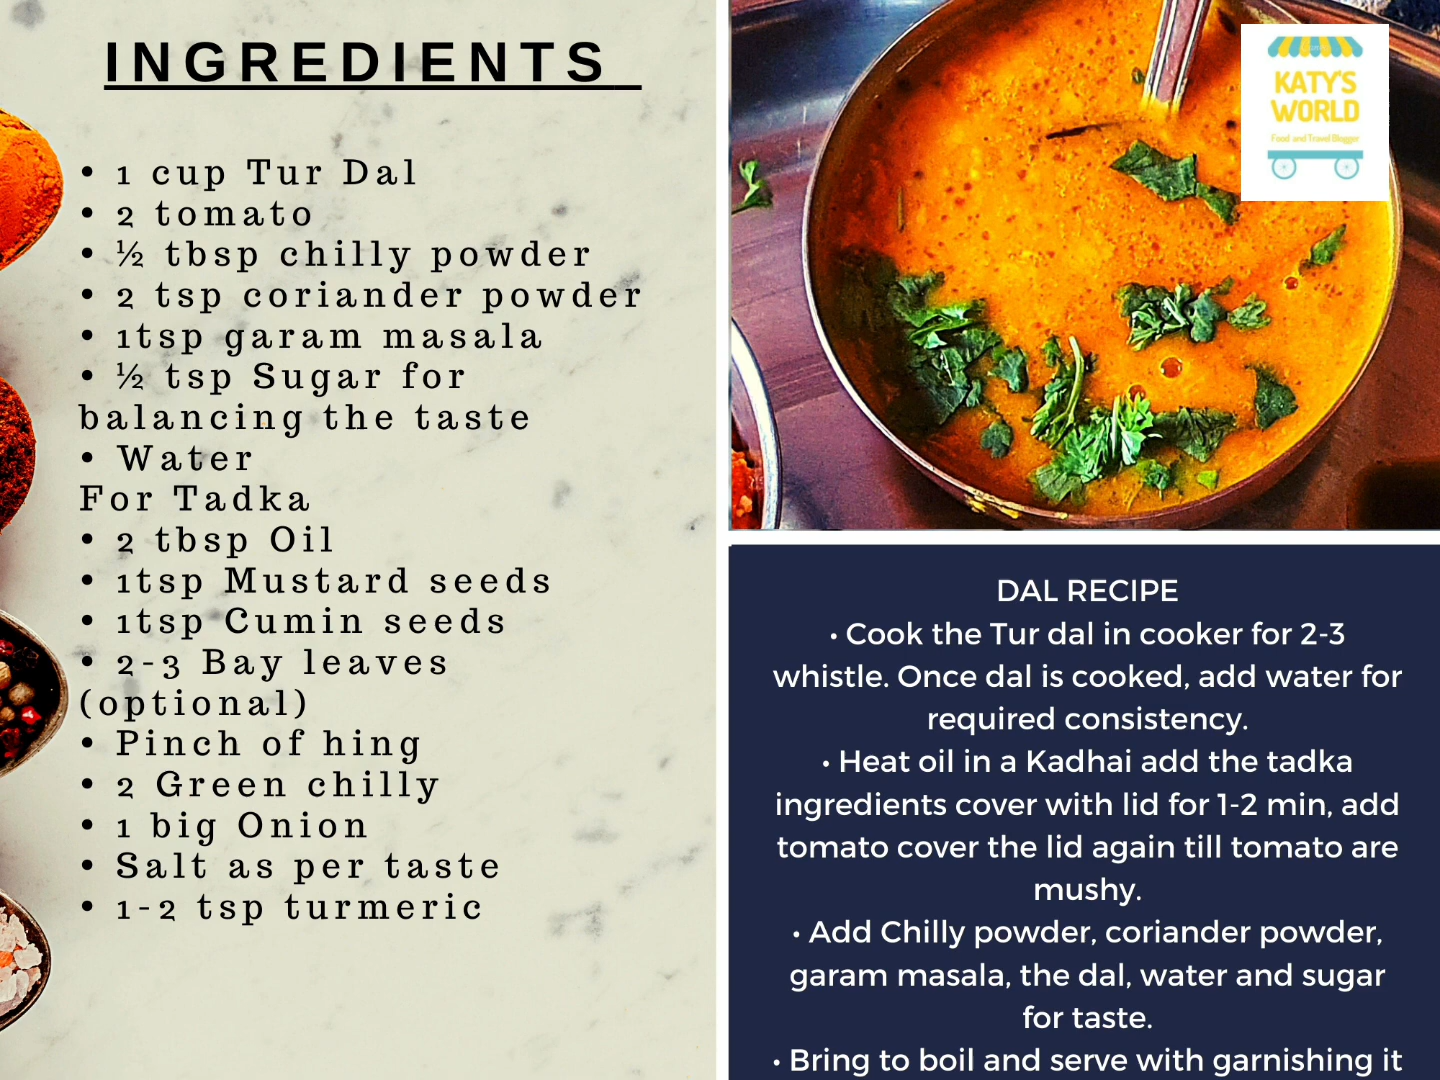 INGREDIENTS
• 1 cup Tur Dal
• 2 tomato
• ½ tbsp chilly powder
• 2 tsp coriander powder
• 1tsp garam masala
• ½ tsp Sugar for
balancing the taste
• Water
For Tadka
• 2 tbsp Oil
• 1tsp Mustard seeds
• 1tsp Cumin seeds
• 2-3 Bay leaves
(optional)
• Pinch of hing
• 2 Green chilly
• 1 big Onion
• Salt as per taste
• 1-2 tsp turmeric
KATY'S
WORLD
Food and Travel Blogger
DAL RECIPE
• Cook the Tur dal in cooker for 2-3
whistle. Once dal is cooked, add water for
required consistency.
• Heat oil in a Kadhai add the tadka
ingredients cover with lid for 1-2 min, add
tomato cover the lid again till tomato are
mushy.
• Add Chilly powder, coriander powder,
garam masala, the dal, water and sugar
for taste.
• Bring to boil and serve with garnishing it